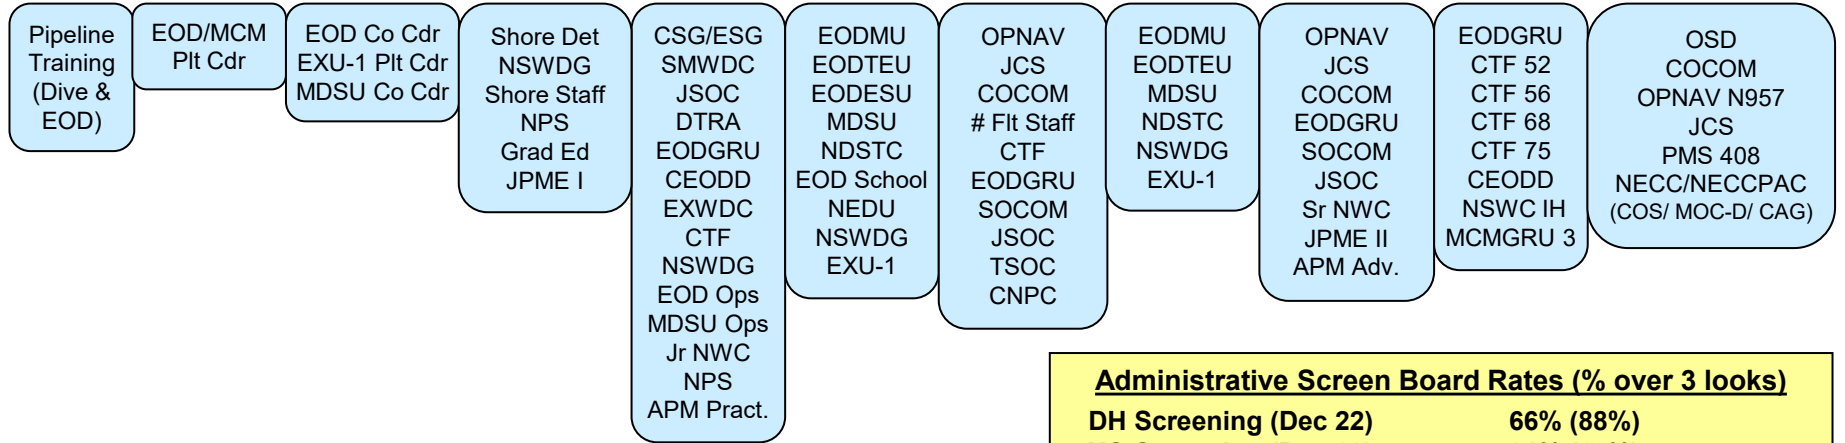 Pipeline
Training
(Dive &
EOD)
EOD/MCM
Plt Cdr
EOD Co Cdr
EXU-1 Plt Cdr
MDSU Co Cdr
Shore Det
NSWDG
Shore Staff
NPS
Grad Ed
JPME I
CSG/ESG
SMWDC
JSOC
DTRA
EODGRU
CEODD
EXWDC
CTF
NSWDG
EOD Ops
MDSU Ops
Jr NWC
NPS
APM Pract.
EODMU
EODTEU
EODESU
MDSU
NDSTC
EOD School
NEDU
NSWDG
EXU-1
OPNAV
JCS
COCOM
# Flt Staff
CTF
EODGRU
SOCOM
JSOC
TSOC
CNPC
EODMU
EODTEU
MDSU
NDSTC
NSWDG
EXU-1
OPNAV
JCS
COCOM
EODGRU
SOCOM
JSOC
Sr NWC
JPME II
APM Adv.
EODGRU
CTF 52
CTF 56
CTF 68
CTF 75
CEODD
NSWC IH
MCMGRU 3
OSD
COCOM
OPNAV N957
JCS
PMS 408
NECC/NECCPAC
(COS/ MOC-D/ CAG)
Administrative Screen Board Rates (% over 3 looks)
DH Screening (Dec 22) 66% (88%)